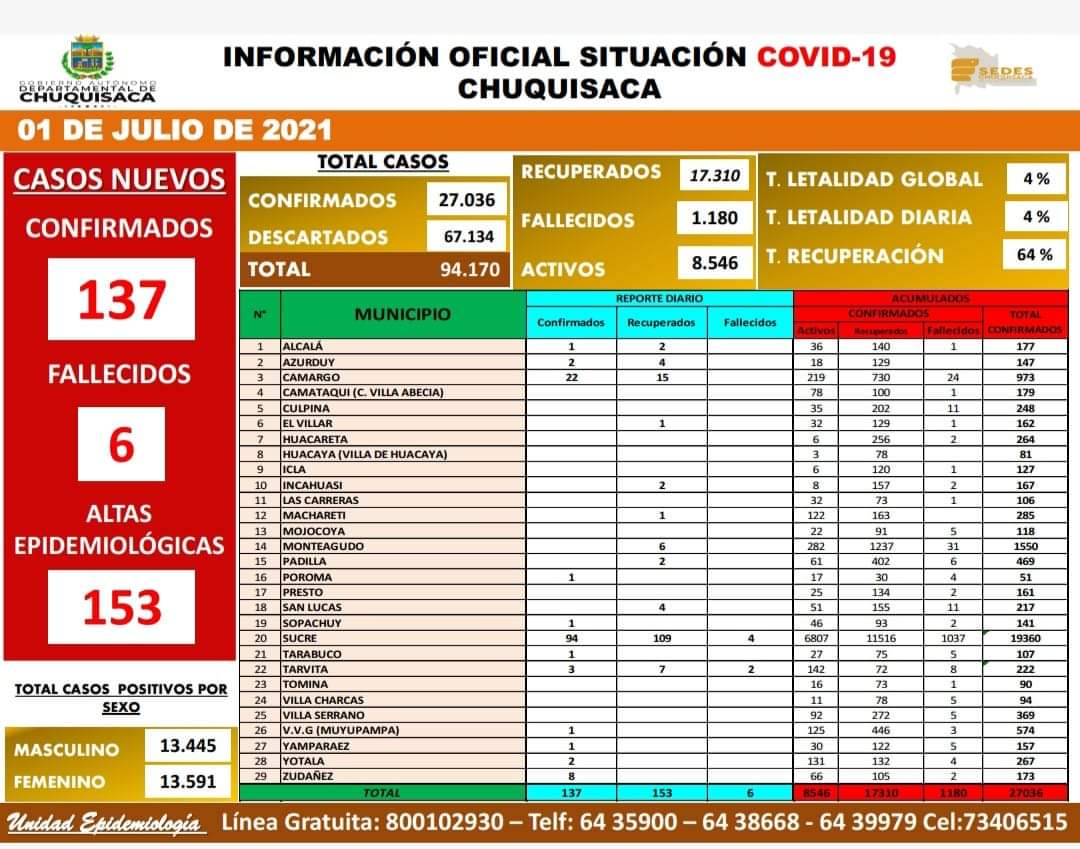 GOBIERNO AUTÓNOMO
DEPARTAMENTAL DE
CHUQUISACA
INFORMACIÓN OFICIAL SITUACIÓN COVID-19
CHUQUISACA
SEDES
CHUQUISACA
01 DE JULIO DE 2021
CASOS NUEVOS
CONFIRMADOS
137
FALLECIDOS
6
ALTAS
EPIDEMIOLÓGICAS
153
TOTAL CASOS POSITIVOS POR
SEXO
MASCULINO 13.445
FEMENINO 13.591
TOTAL CASOS
CONFIRMADOS 27.036
DESCARTADOS 67.134
TOTAL 94.170
RECUPERADOS 17.310
FALLECIDOS 1.180
ACTIVOS 8.546
T. LETALIDAD GLOBAL 4 %
T. LETALIDAD DIARIA 4 %
T. RECUPERACIÓN 64 %
N° MUNICIPIO REPORTE DIARIO ACUMULADOS
Confirmados Recuperados Fallecidos CONFIRMADOS TOTAL CONFIRMADOS
Activos Recuperados Fallecidos
1 ALCALÁ 1 2 36 140 1 177
2 AZURDUY 2 4 18 129 147
3 CAMARGO 22 15 219 730 24 973
4 CAMATAQUI (C. VILLA ABECIA) 78 100 1 179
5 CULPINA 35 202 11 248
6 EL VILLAR 1 32 129 1 162
7 HUACARETA 6 256 2 264
8 HUACAYA (VILLA DE HUACAYA) 3 78 81
9 ICLA 6 120 1 127
10 INCAHUASI 2 8 157 2 167
11 LAS CARRERAS 32 73 1 106
12 MACHARETI 1 122 163 285
13 MOJOCOYA 22 91 5 118
14 MONTEAGUDO 6 282 1237 31 1550
15 PADILLA 2 61 402 6 469
16 POROMA 1 17 30 4 51
17 PRESTO 25 134 2 161
18 SAN LUCAS 4 51 155 11 217
19 SOPACHUY 1 46 93 2 141
20 SUCRE 94 109 4 6807 11516 1037 19360
21 TARABUCO 1 27 75 5 107
22 TARVITA 3 7 2 142 72 8 222
23 TOMINA 16 73 1 90
24 VILLA CHARCAS 11 78 5 94
25 VILLA SERRANO 92 272 5 369
26 V.V.G (MUYUPAMPA) 1 125 446 3 574
27 YAMPARAEZ 1 30 122 5 157
28 YOTALA 2 131 132 4 267
29 ZUDAÑEZ 8 66 105 2 173
TOTAL 137 153 6 8546 17310 1180 27036
Unidad Epidemiología Línea Gratuita: 800102930 – Telf: 64 35900 – 64 38668 - 64 39979 Cel:73406515